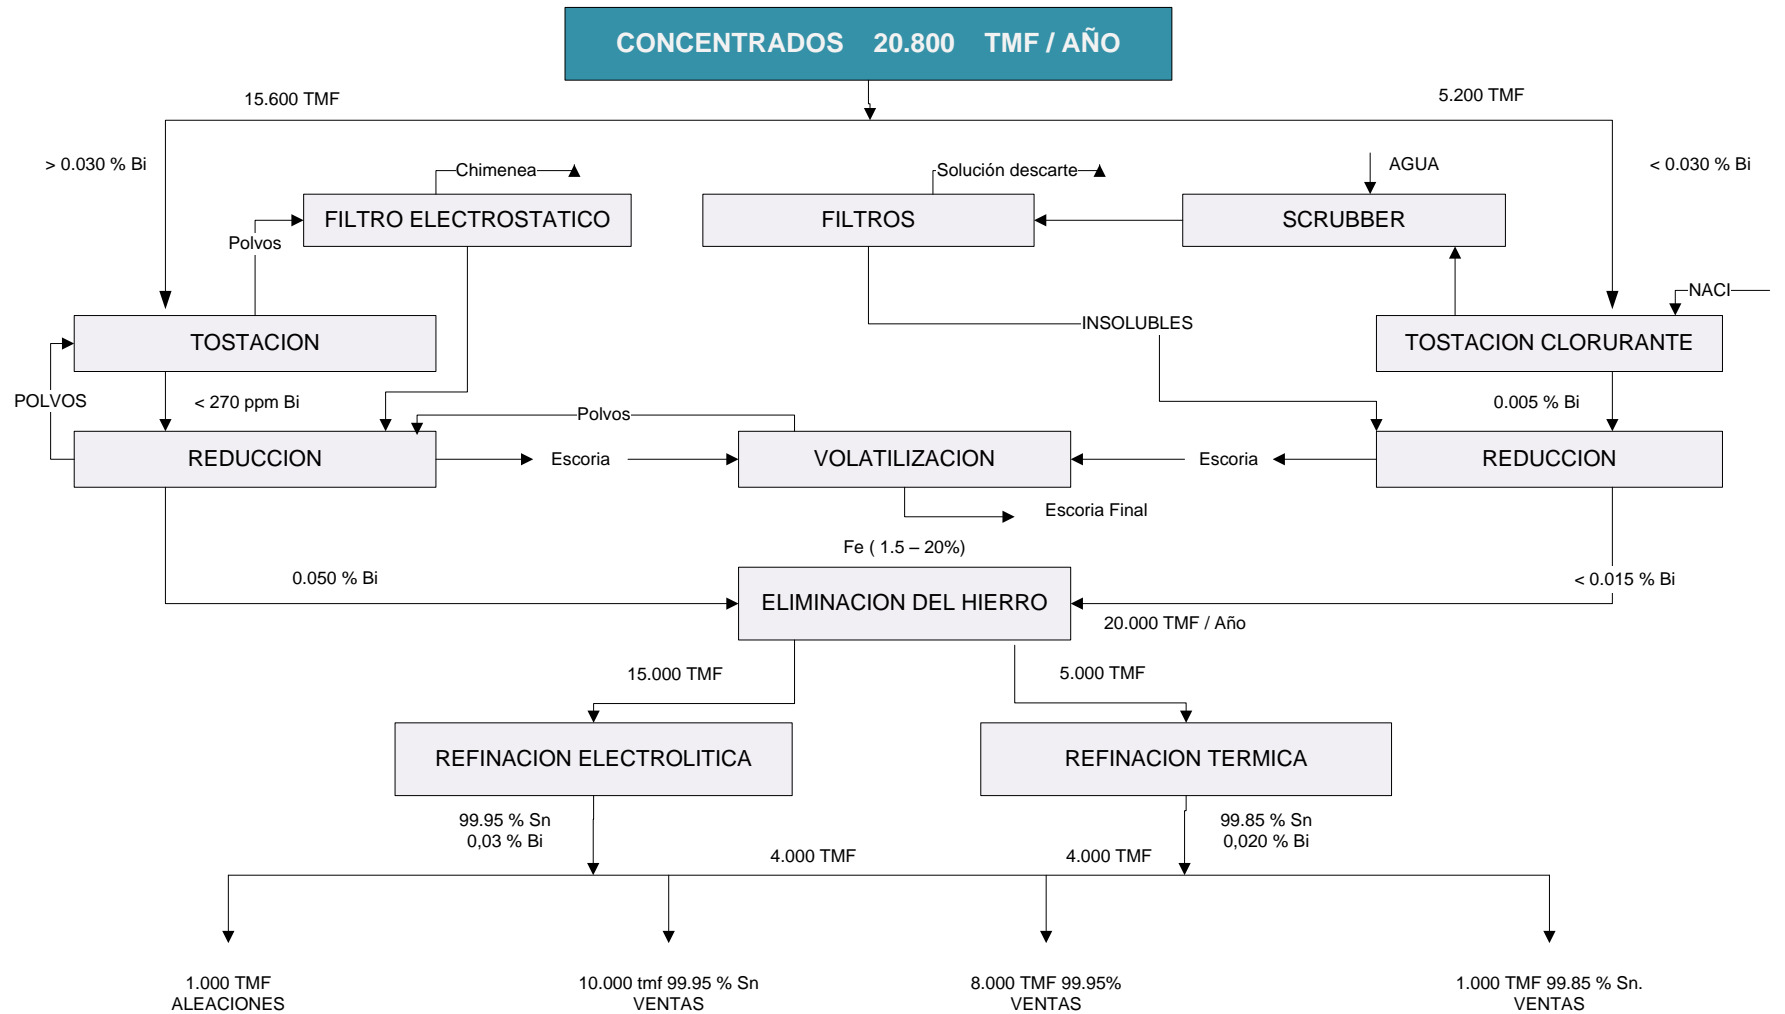 CONCENTRADOS 20.800 TMF / AÑO
15.600 TMF
5.200 TMF
> 0.030 % Bi
Chimenea
Solución descarte
AGUA
< 0.030 % Bi
FILTRO ELECTROSTATICO
FILTROS
SCRUBBER
Polvos
NACI
INSOLUBLES
TOSTACION
TOSTACION CLORURANTE
POLVOS
< 270 ppm Bi
Polvos
0.005 % Bi
REDUCCION
Escoria
VOLATILIZACION
Escoria
REDUCCION
Escoria Final
Fe ( 1.5 – 20%)
0.050 % Bi
< 0.015 % Bi
ELIMINACION DEL HIERRO
20.000 TMF / Año
15.000 TMF
5.000 TMF
REFINACION ELECTROLITICA
REFINACION TERMICA
99.95 % Sn
0,03 % Bi
99.85 % Sn
0,020 % Bi
4.000 TMF
4.000 TMF
1.000 TMF
ALEACIONES
10.000 tmf 99.95 % Sn
VENTAS
8.000 TMF 99.95%
VENTAS
1.000 TMF 99.85 % Sn.
VENTAS